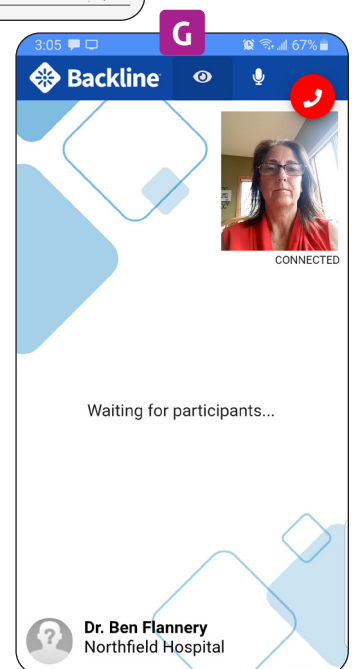 G
3:05 67%
Backline
CONNECTED
Waiting for participants...
?
Dr. Ben Flannery
Northfield Hospital